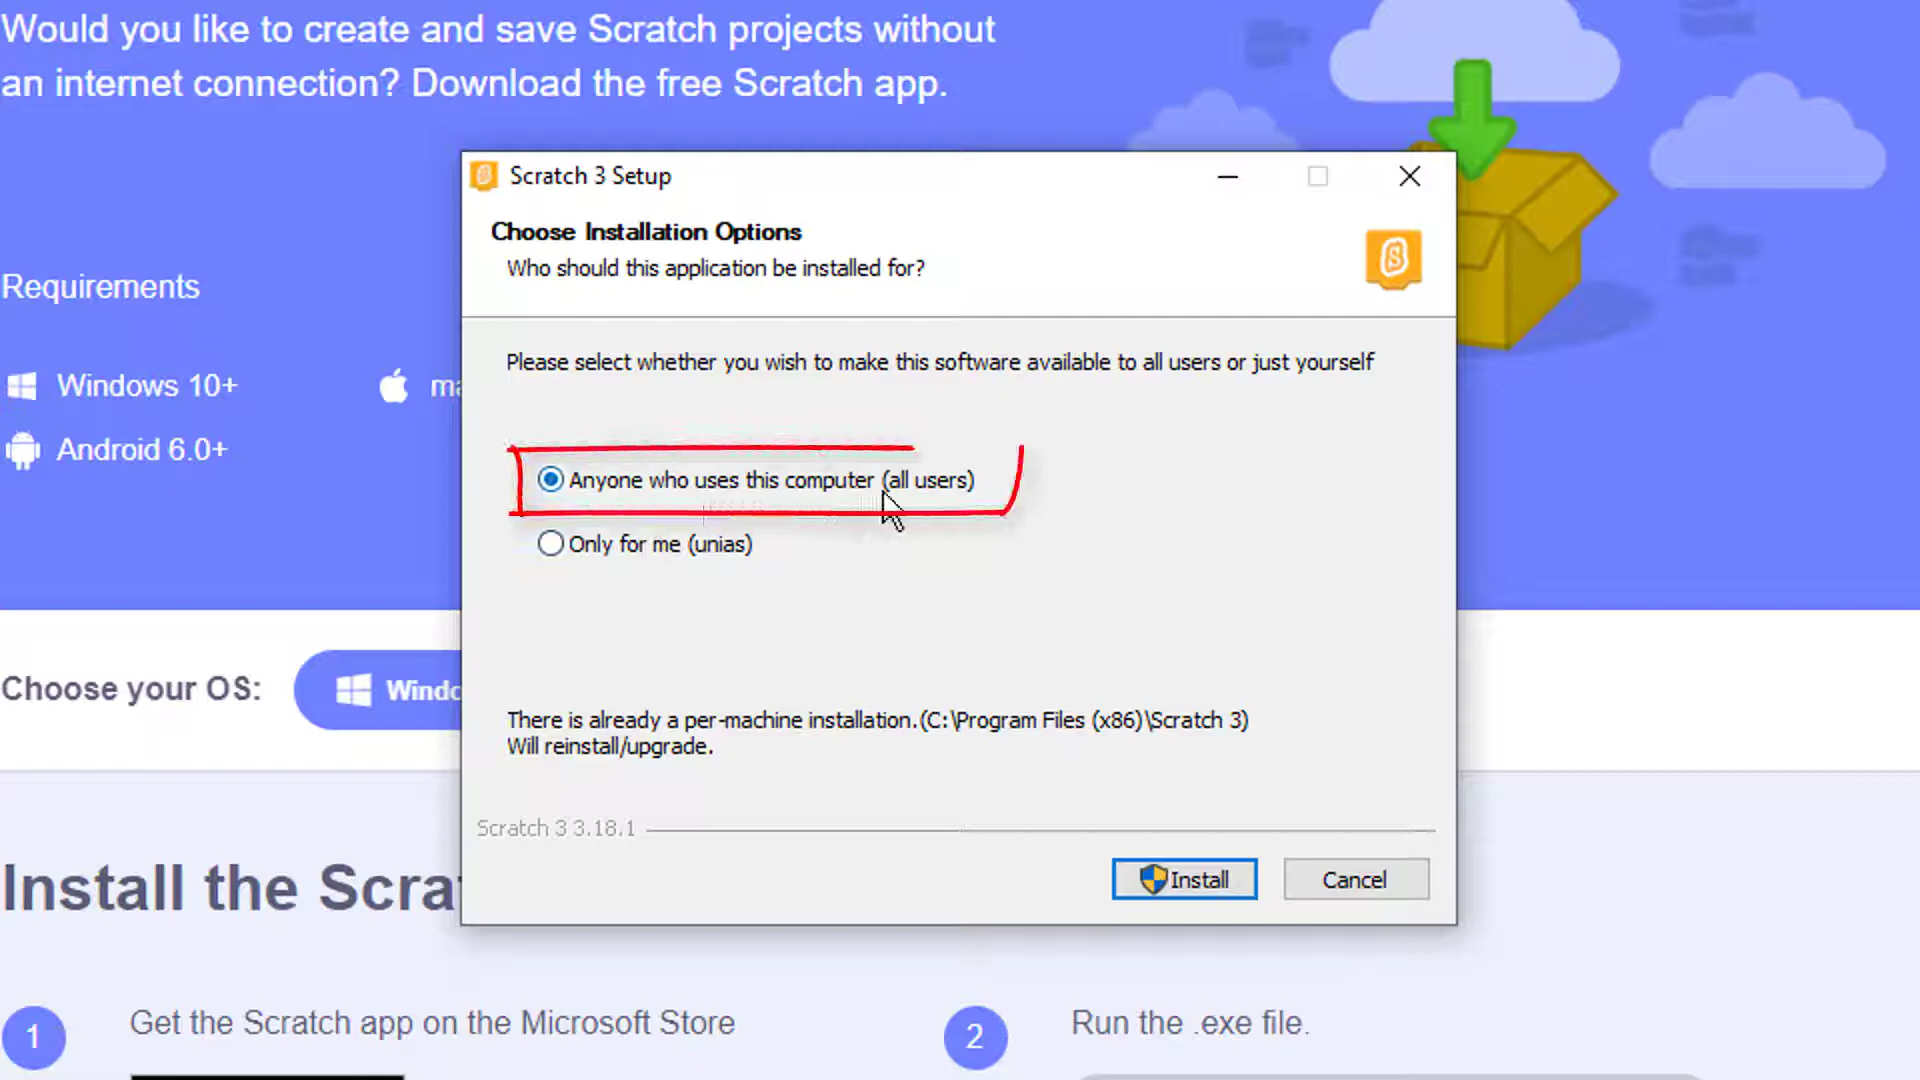 Would you like to create and save Scratch projects without
an internet connection? Download the free Scratch app.
Scratch 3 Setup
Choose Installation Options
Who should this application be installed for?
Requirements
Please select whether you wish to make this software available to all users or just yourself
Windows 10+
ma
Android 6.0+
Anyone who uses this computer (all users)
Only for me (unias)
Choose your OS:
Windo
There is already a per-machine installation.(C:\Program Files (x86)\Scratch 3)
Will reinstall/upgrade.
Scratch 3 3.18.1
Install the Scra
Install
Cancel
1
Get the Scratch app on the Microsoft Store
2
Run the .exe file.